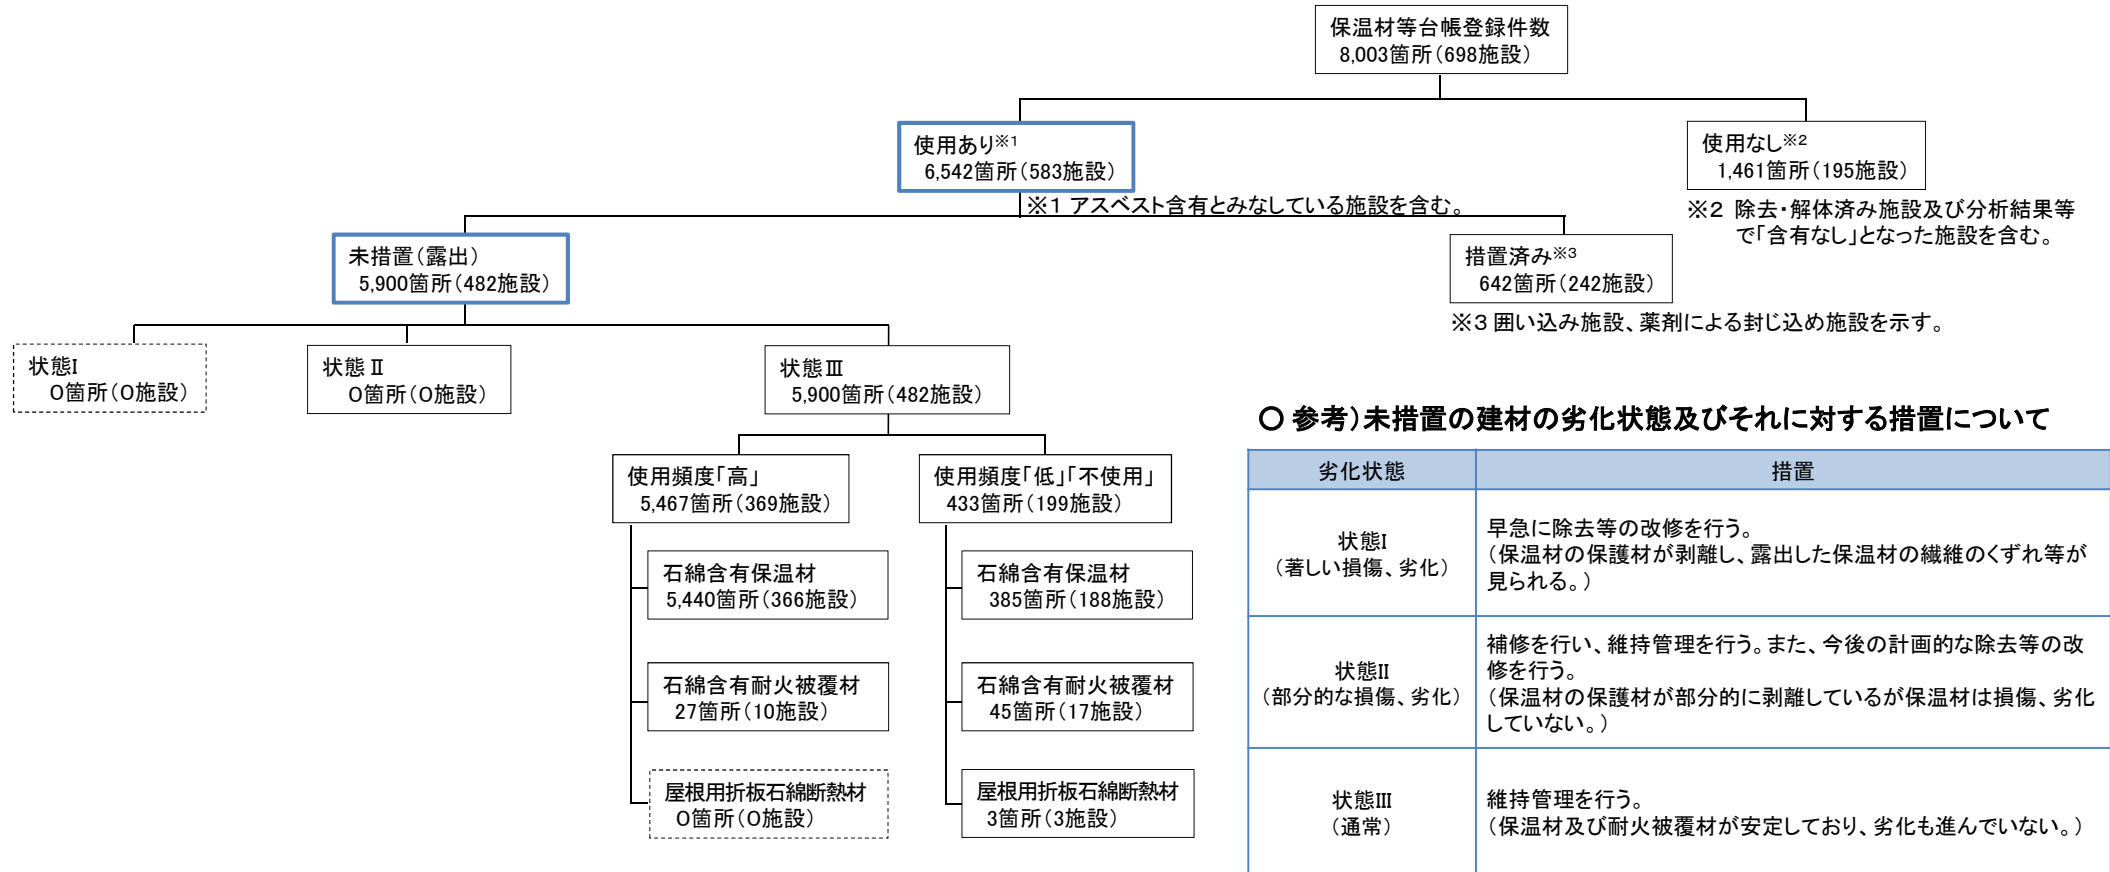 保温材等台帳登録件数
8,003箇所(698施設)
使用あり※1
6,542箇所(583施設)
使用なし※2
1,461箇所(195施設)
※1 アスベスト含有とみなしている施設を含む。
※2 除去・解体済み施設及び分析結果等
で「含有なし」となった施設を含む。
未措置(露出)
5,900箇所(482施設)
措置済み※3
642箇所(242施設)
※3 囲い込み施設、薬剤による封じ込め施設を示す。
状態I
0箇所(0施設)
状態Ⅱ
0箇所(0施設)
状態Ⅲ
5,900箇所(482施設)
使用頻度「高」
5,467箇所(369施設)
使用頻度「低」「不使用」
433箇所(199施設)
石綿含有保温材
5,440箇所(366施設)
石綿含有保温材
385箇所(188施設)
石綿含有耐火被覆材
27箇所(10施設)
石綿含有耐火被覆材
45箇所(17施設)
屋根用折板石綿断熱材
0箇所(0施設)
屋根用折板石綿断熱材
3箇所(3施設)
○ 参考)未措置の建材の劣化状態及びそれに対する措置について
劣化状態
措置
状態I
(著しい損傷、劣化)
早急に除去等の改修を行う。
(保温材の保護材が剥離し、露出した保温材の繊維のくずれ等が
見られる。)
状態II
(部分的な損傷、劣化)
補修を行い、維持管理を行う。また、今後の計画的な除去等の改
修を行う。
(保温材の保護材が部分的に剥離しているが保温材は損傷、劣化
していない。)
状態III
(通常)
維持管理を行う。
(保温材及び耐火被覆材が安定しており、劣化も進んでいない。)